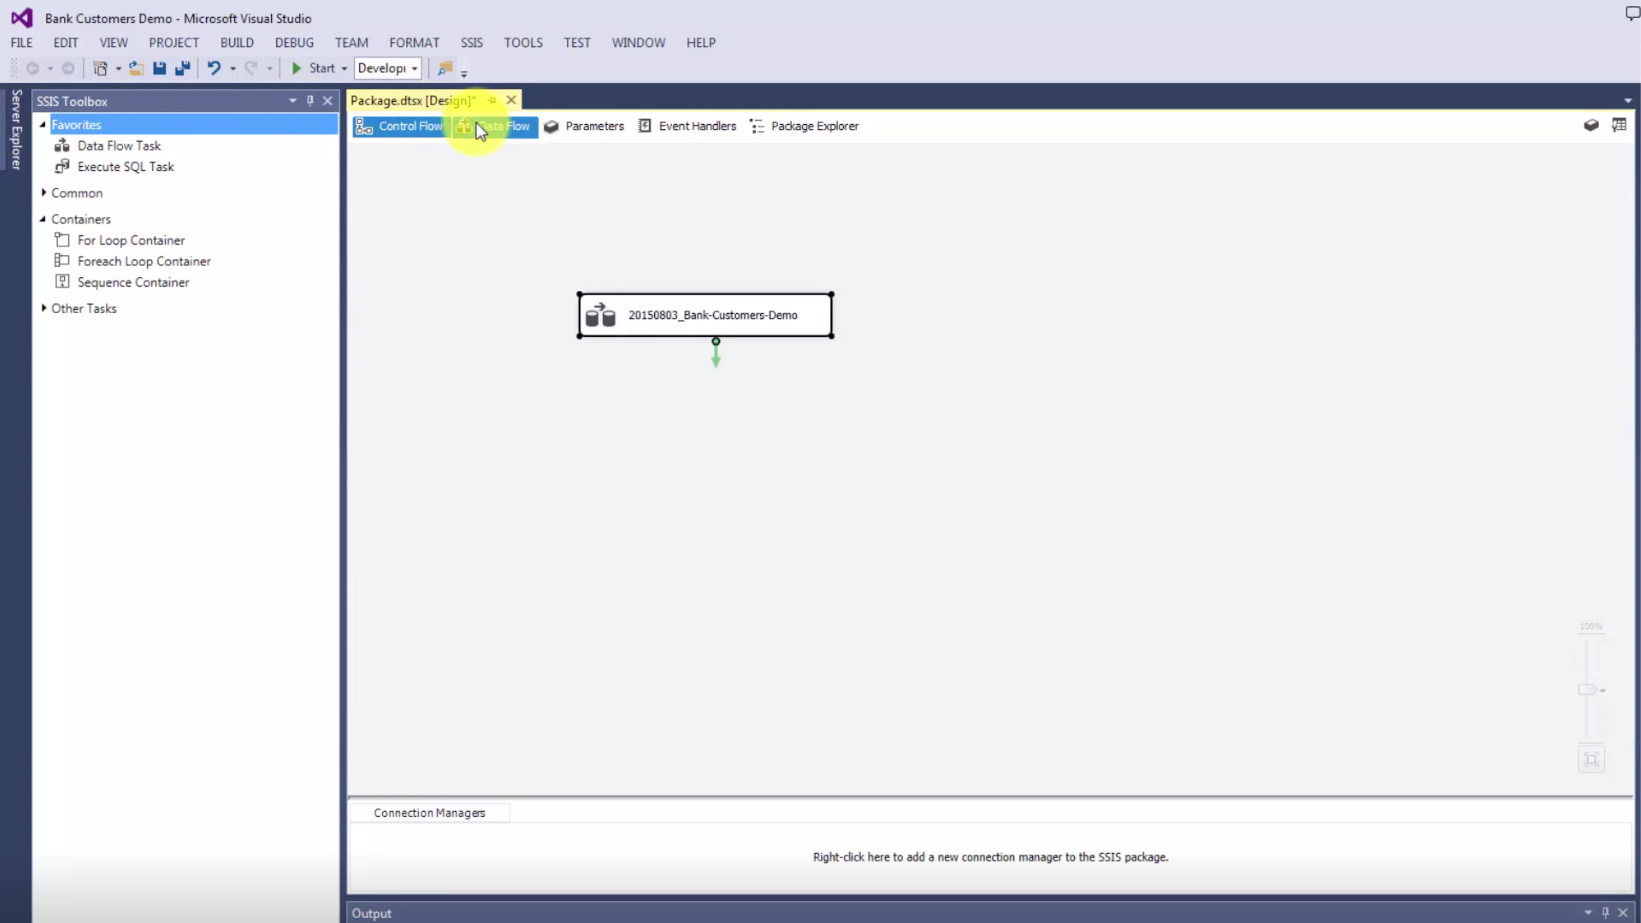 Bank Customers Demo - Microsoft Visual Studio
FILE EDIT VIEW PROJECT BUILD DEBUG TEAM FORMAT SSIS TOOLS TEST WINDOW HELP
Start Develop
Server Explorer
SSIS Toolbox
Package.dtsx [Design]*
Favorites
Control Flow Data Flow Parameters Event Handlers Package Explorer
Data Flow Task
Execute SQL Task
Common
Containers
For Loop Container
Foreach Loop Container
Sequence Container
Other Tasks
20150803_Bank-Customers-Demo
100%
Connection Managers
Right-click here to add a new connection manager to the SSIS package.
Output